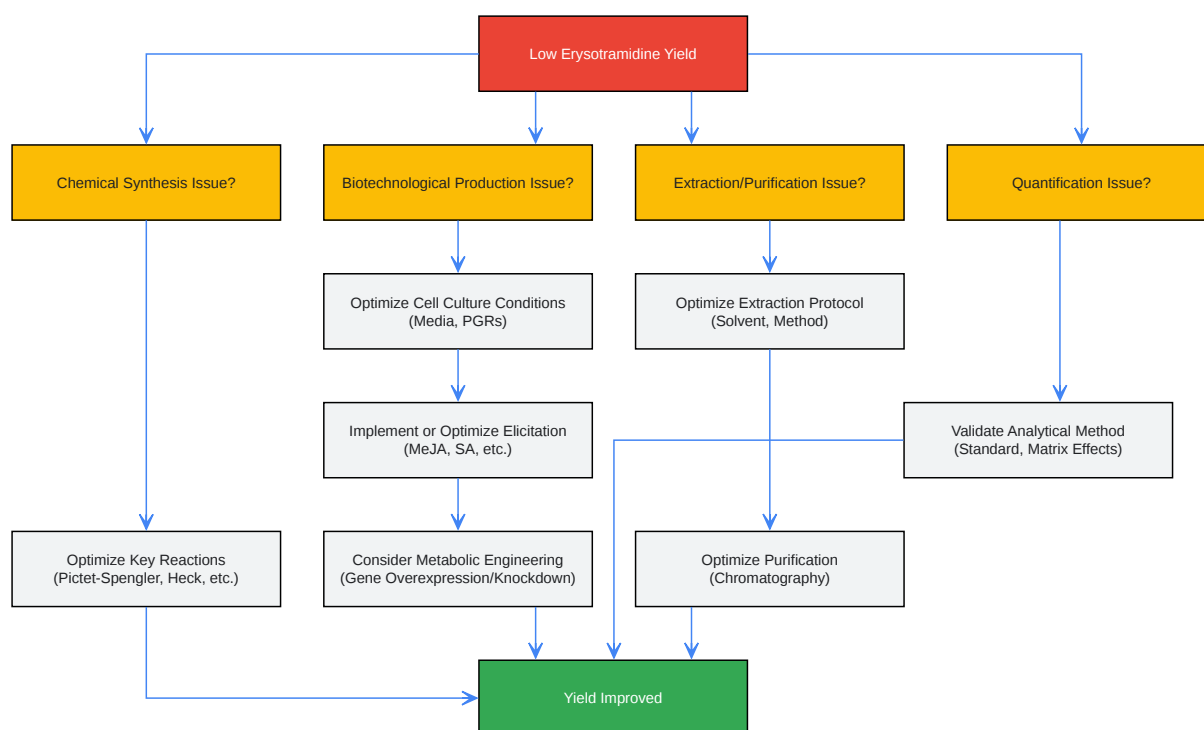 Low Erysotramidine Yield
Chemical Synthesis Issue?
Biotechnological Production Issue?
Extraction/Purification Issue?
Quantification Issue?
Optimize Cell Culture Conditions
(Media, PGRs)
Optimize Extraction Protocol
(Solvent, Method)
Implement or Optimize Elicitation
(MeJA, SA, etc.)
Validate Analytical Method
(Standard, Matrix Effects)
Optimize Key Reactions
(Pictet-Spengler, Heck, etc.)
Consider Metabolic Engineering
(Gene Overexpression/Knockdown)
Optimize Purification
(Chromatography)
Yield Improved